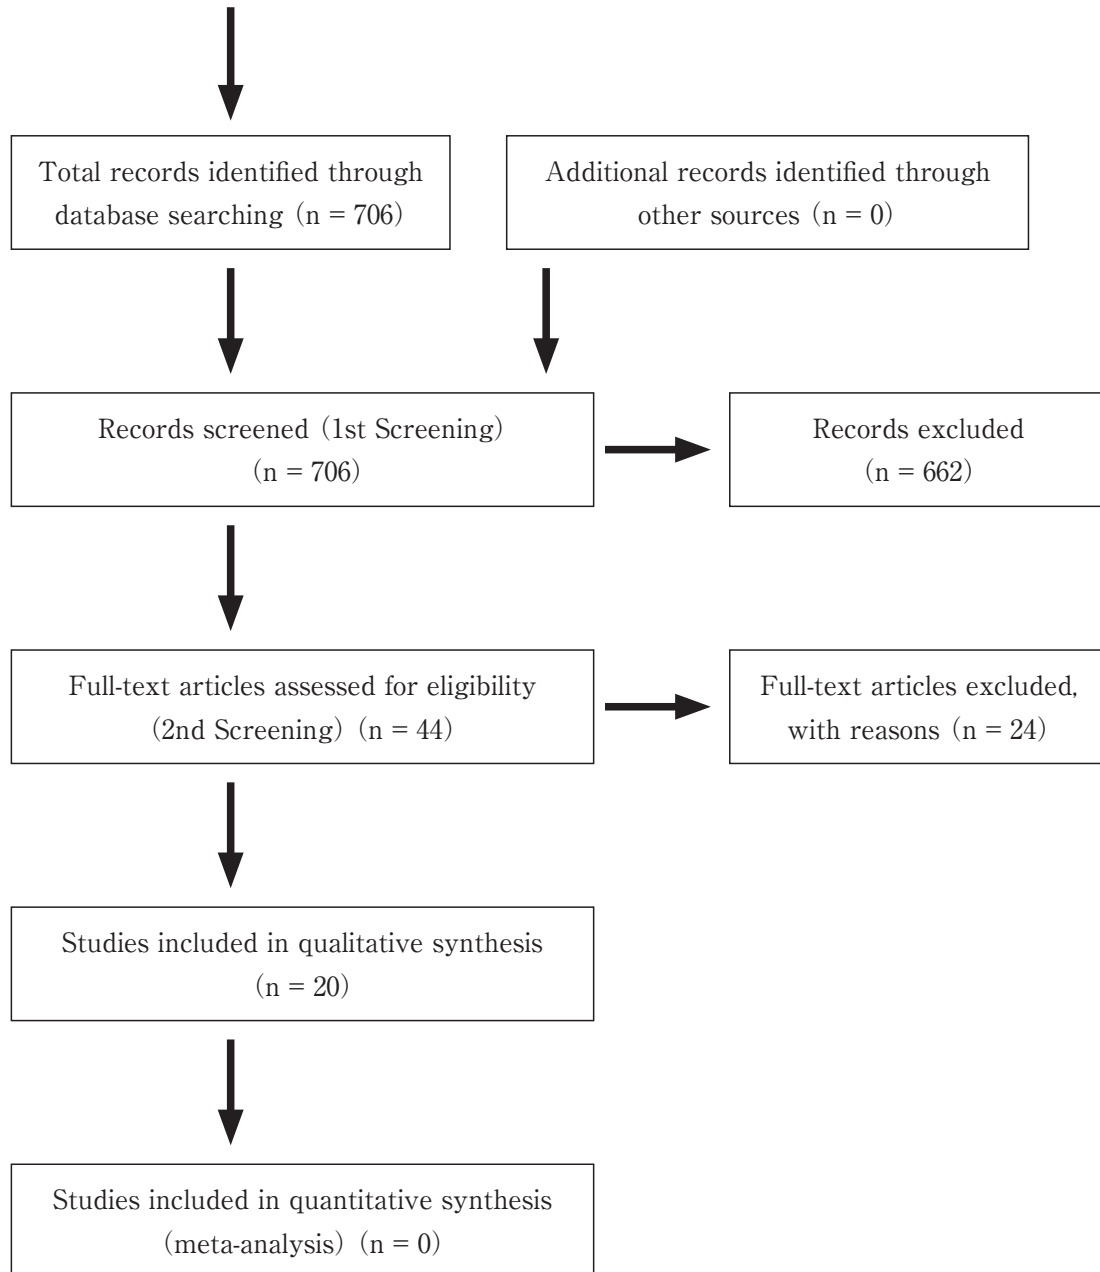 Total records identified through
database searching (n = 706)
Additional records identified through
other sources (n = 0)
Records screened (1st Screening)
(n = 706)
Records excluded
(n = 662)
Full-text articles assessed for eligibility
(2nd Screening) (n = 44)
Full-text articles excluded,
with reasons (n = 24)
Studies included in qualitative synthesis
(n = 20)
Studies included in quantitative synthesis
(meta-analysis) (n = 0)